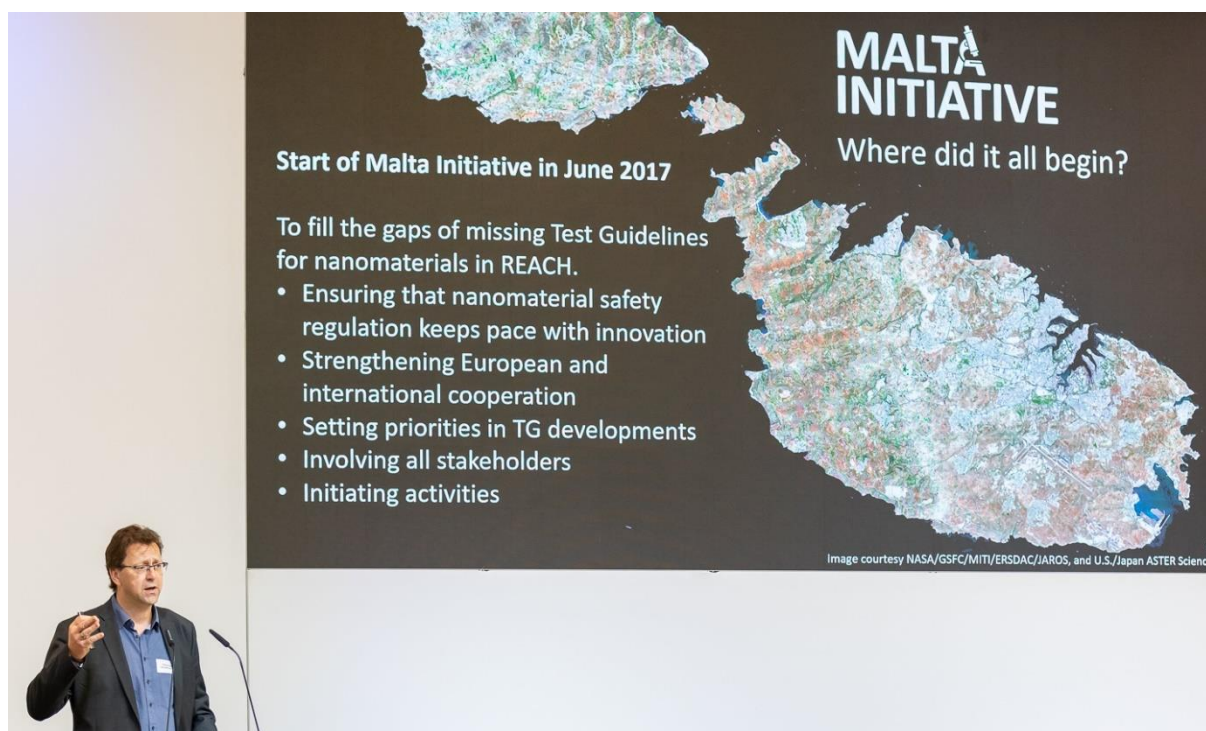 MALTA
INITIATIVE
Where did it all begin?
Start of Malta Initiative in June 2017
To fill the gaps of missing Test Guidelines
for nanomaterials in REACH.
• Ensuring that nanomaterial safety
regulation keeps pace with innovation
• Strengthening European and
international cooperation
• Setting priorities in TG developments
• Involving all stakeholders
• Initiating activities
Image courtesy NASA/GSFC/MITI/ERSDAC/JAROS, and U.S./Japan ASTER Scienc